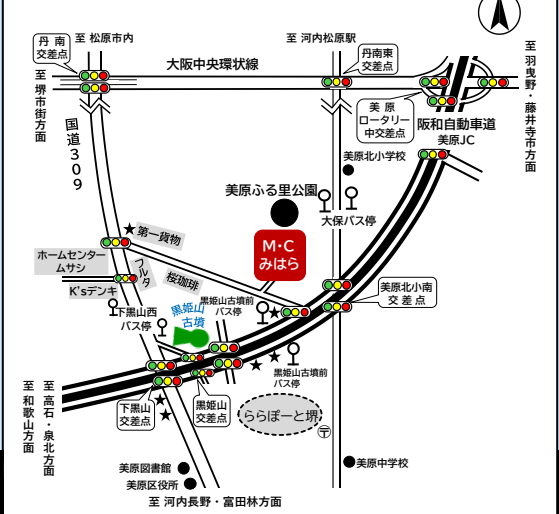 丹南
交差点
至 松原市内
至 河内松原駅
大阪中央環状線
丹南東
交差点
至 堺市街方面
至 羽曳野・藤井寺市方面
美原
ロータリー
中交差点
阪和自動車道
美原JC
国道309
美原北小学校
美原ふる里公園
大保バス停
第一貨物
M・C
みはら
ホームセンター
ムサシ
フルタ
桜珈琲
K'sデンキ
美原北小南
交差点
下黒山西
バス停
黒姫山
古墳
黒姫山古墳前
バス停
黒姫山古墳前
バス停
至 和歌山方面
至 高石・泉北方面
下黒山
交差点
黒姫山
交差点
ららぽーと堺
〒
美原図書館
美原区役所
美原中学校
至 河内長野・富田林方面